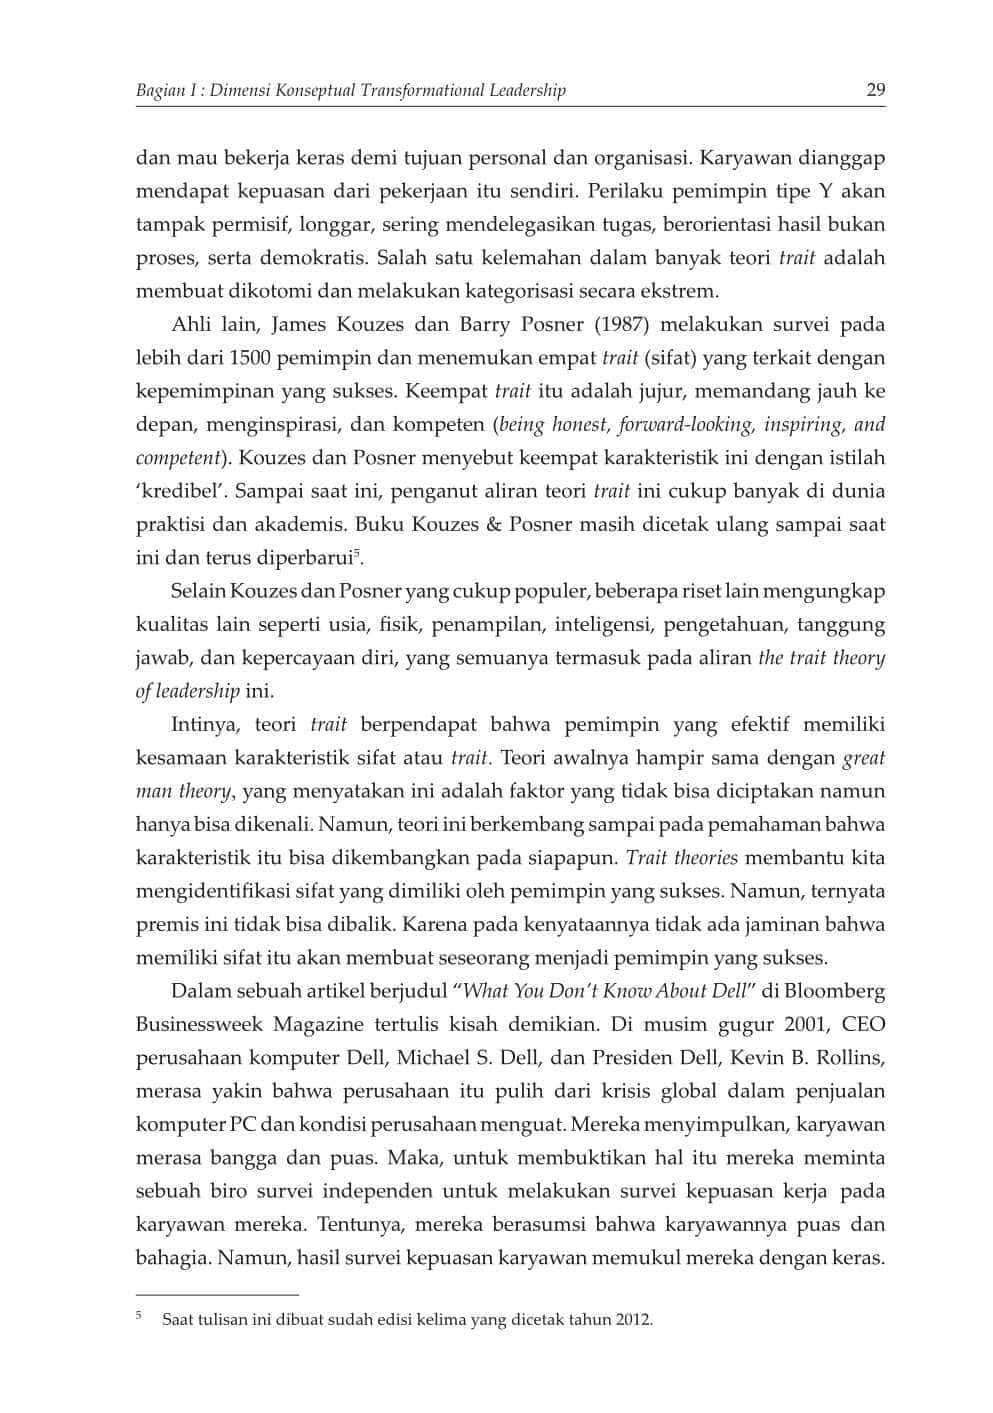 Bagian I : Dimensi Konseptual Transformational Leadership 29
dan mau bekerja keras demi tujuan personal dan organisasi. Karyawan dianggap
mendapat kepuasan dari pekerjaan itu sendiri. Perilaku pemimpin tipe Y akan
tampak permisif, longgar, sering mendelegasikan tugas, berorientasi hasil bukan
proses, serta demokratis. Salah satu kelemahan dalam banyak teori trait adalah
membuat dikotomi dan melakukan kategorisasi secara ekstrem.
Ahli lain, James Kouzes dan Barry Posner (1987) melakukan survei pada
lebih dari 1500 pemimpin dan menemukan empat trait (sifat) yang terkait dengan
kepemimpinan yang sukses. Keempat trait itu adalah jujur, memandang jauh ke
depan, menginspirasi, dan kompeten (being honest, forward-looking, inspiring, and
competent). Kouzes dan Posner menyebut keempat karakteristik ini dengan istilah
‘kredibel’. Sampai saat ini, penganut aliran teori trait ini cukup banyak di dunia
praktisi dan akademis. Buku Kouzes & Posner masih dicetak ulang sampai saat
ini dan terus diperbarui⁵.
Selain Kouzes dan Posner yang cukup populer, beberapa riset lain mengungkap
kualitas lain seperti usia, fisik, penampilan, inteligensi, pengetahuan, tanggung
jawab, dan kepercayaan diri, yang semuanya termasuk pada aliran the trait theory
of leadership ini.
Intinya, teori trait berpendapat bahwa pemimpin yang efektif memiliki
kesamaan karakteristik sifat atau trait. Teori awalnya hampir sama dengan great
man theory, yang menyatakan ini adalah faktor yang tidak bisa diciptakan namun
hanya bisa dikenali. Namun, teori ini berkembang sampai pada pemahaman bahwa
karakteristik itu bisa dikembangkan pada siapapun. Trait theories membantu kita
mengidentifikasi sifat yang dimiliki oleh pemimpin yang sukses. Namun, ternyata
premis ini tidak bisa dibalik. Karena pada kenyataannya tidak ada jaminan bahwa
memiliki sifat itu akan membuat seseorang menjadi pemimpin yang sukses.
Dalam sebuah artikel berjudul “What You Don’t Know About Dell” di Bloomberg
Businessweek Magazine tertulis kisah demikian. Di musim gugur 2001, CEO
perusahaan komputer Dell, Michael S. Dell, dan Presiden Dell, Kevin B. Rollins,
merasa yakin bahwa perusahaan itu pulih dari krisis global dalam penjualan
komputer PC dan kondisi perusahaan menguat. Mereka menyimpulkan, karyawan
merasa bangga dan puas. Maka, untuk membuktikan hal itu mereka meminta
sebuah biro survei independen untuk melakukan survei kepuasan kerja pada
karyawan mereka. Tentunya, mereka berasumsi bahwa karyawannya puas dan
bahagia. Namun, hasil survei kepuasan karyawan memukul mereka dengan keras.
⁵ Saat tulisan ini dibuat sudah edisi kelima yang dicetak tahun 2012.